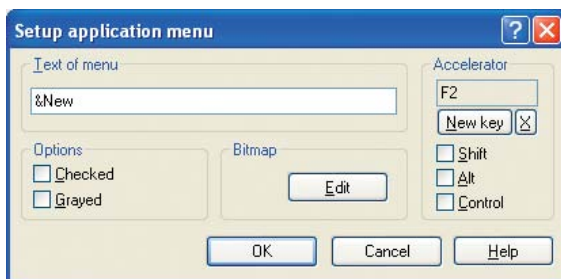 Setup application menu
Text of menu
&New
Accelerator
F2
New key X
Shift
Alt
Control
Options
Checked
Grayed
Bitmap
Edit
OK Cancel Help